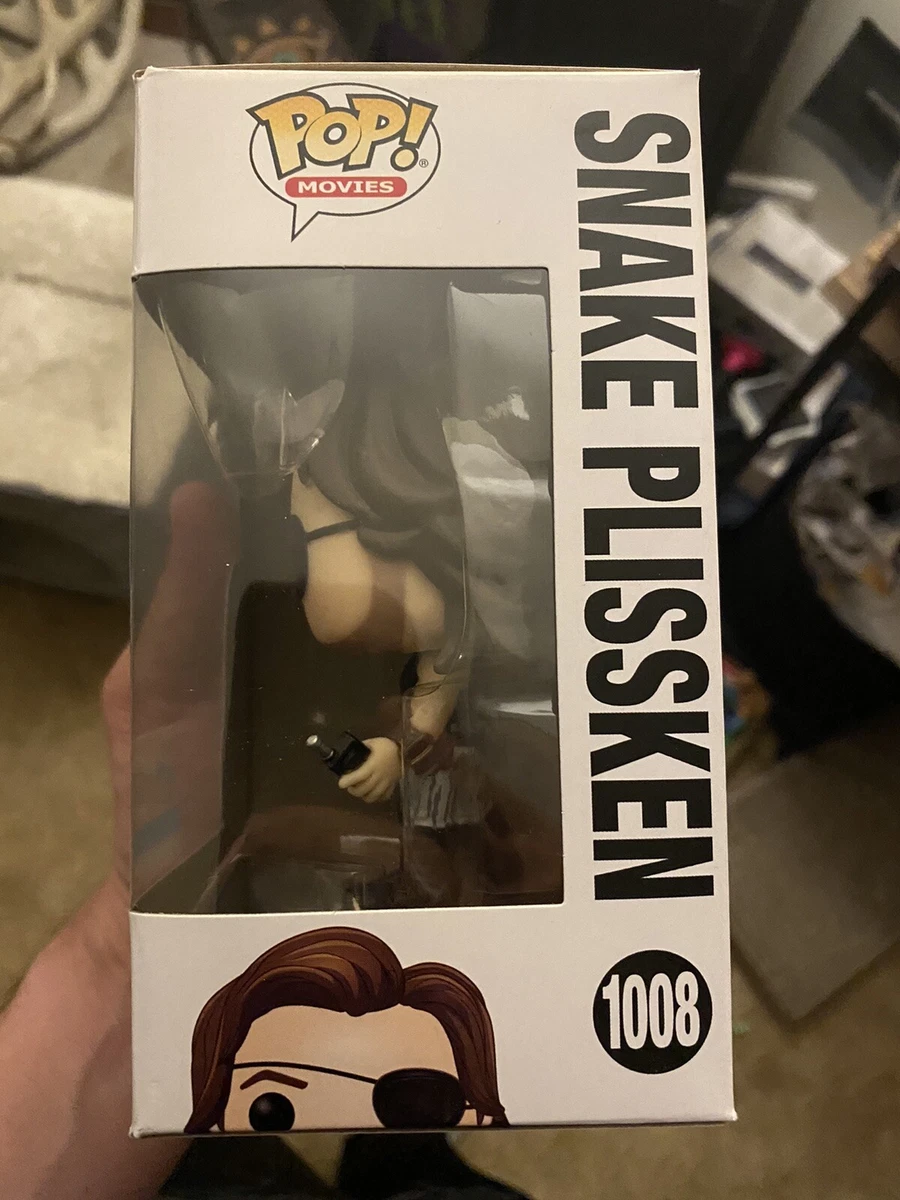 POP!®
MOVIES
SNAKE PLISSKEN
1008